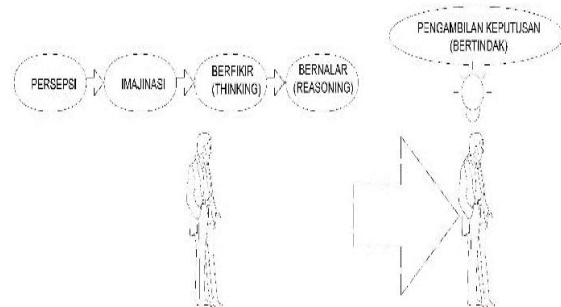 PERSEPSI
IMAJINASI
BERFIKIR
(THINKING)
BERNALAR
(REASONING)
PENGAMBILAN KEPUTUSAN
(BERTINDAK)